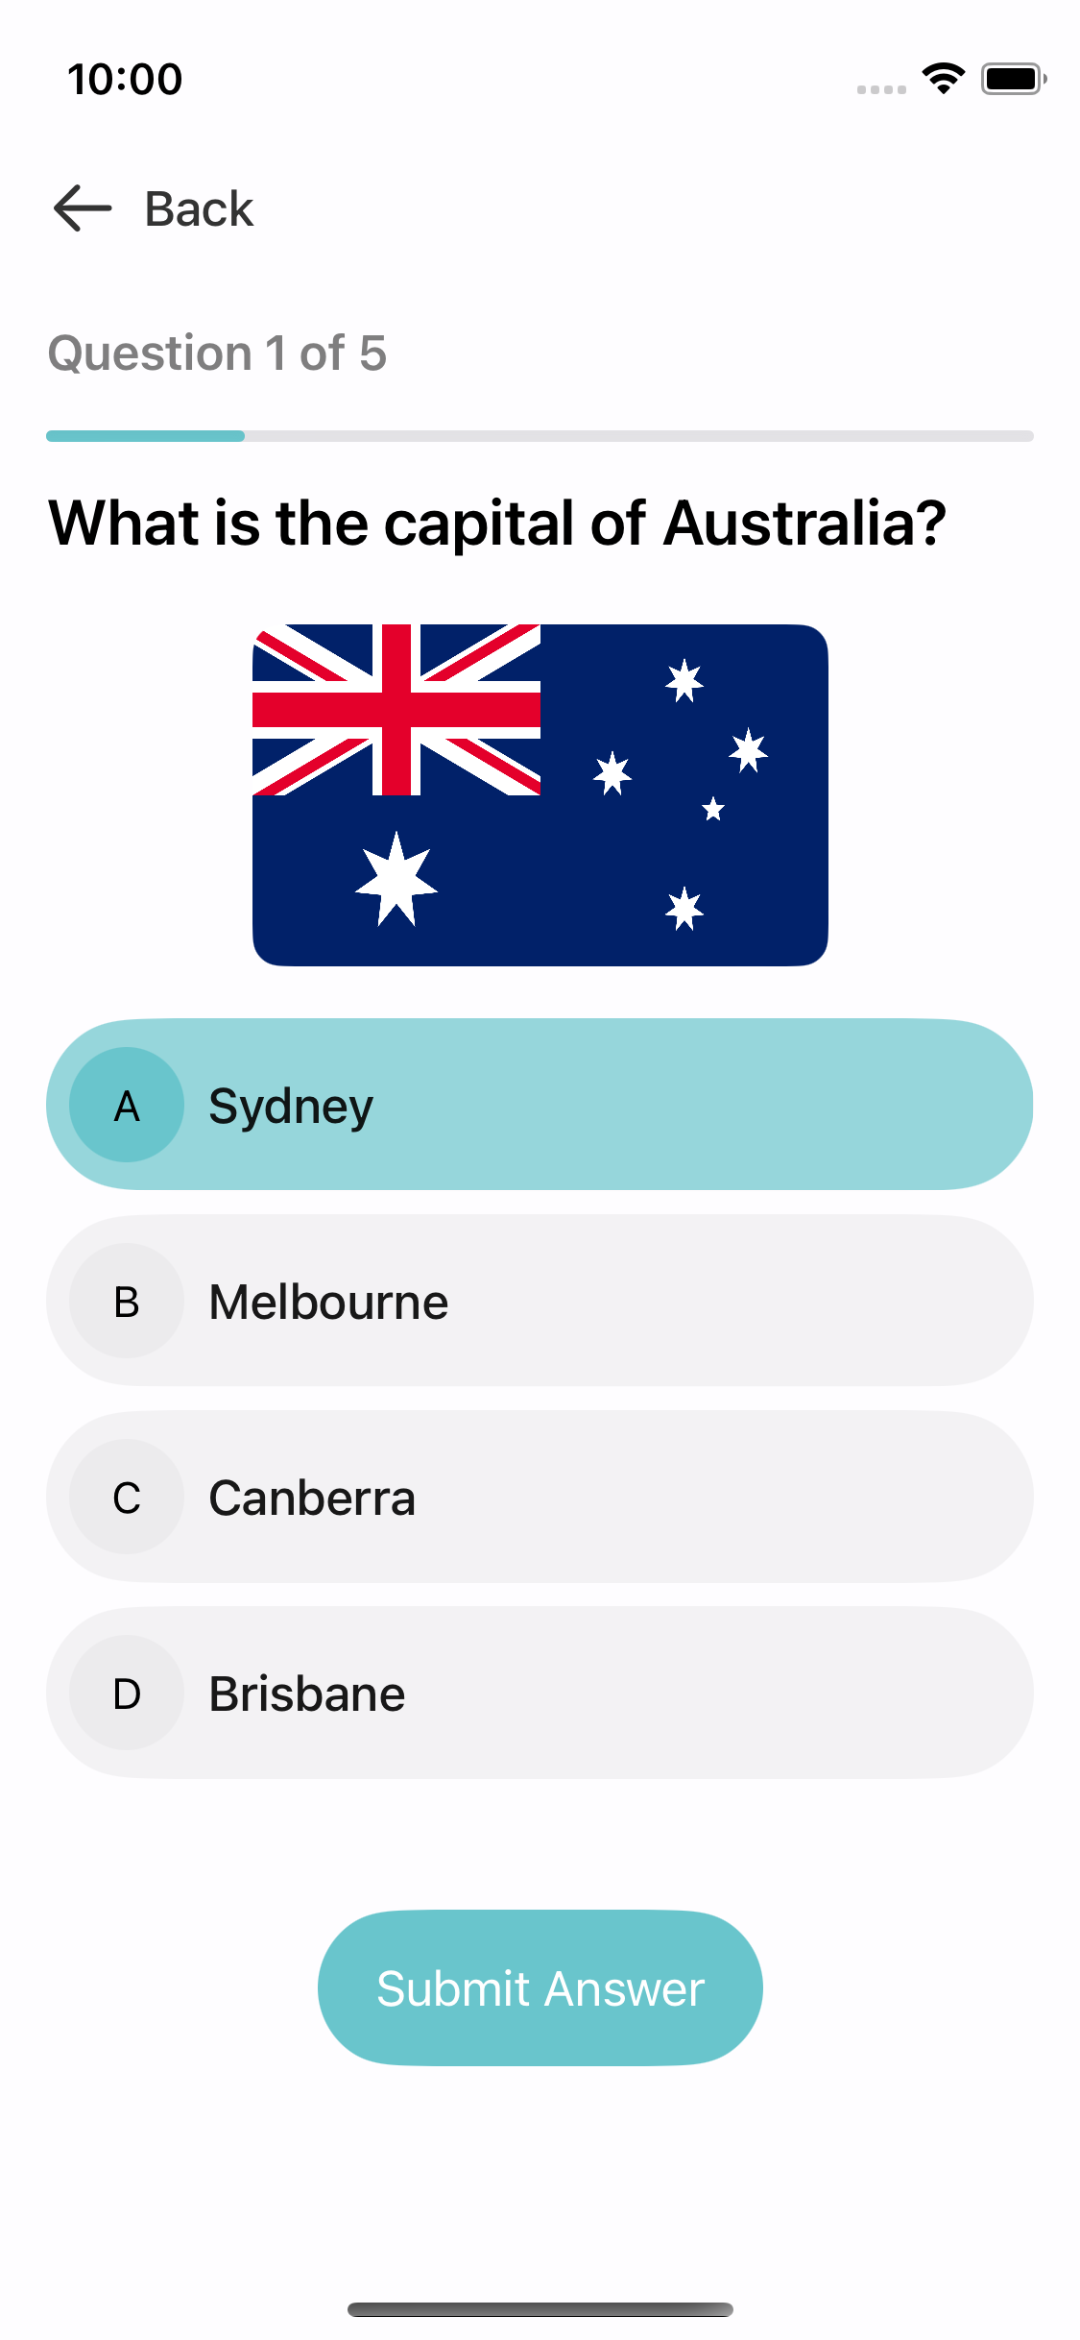 10:00
Back
Question 1 of 5
What is the capital of Australia?
A Sydney
B Melbourne
C Canberra
D Brisbane
Submit Answer